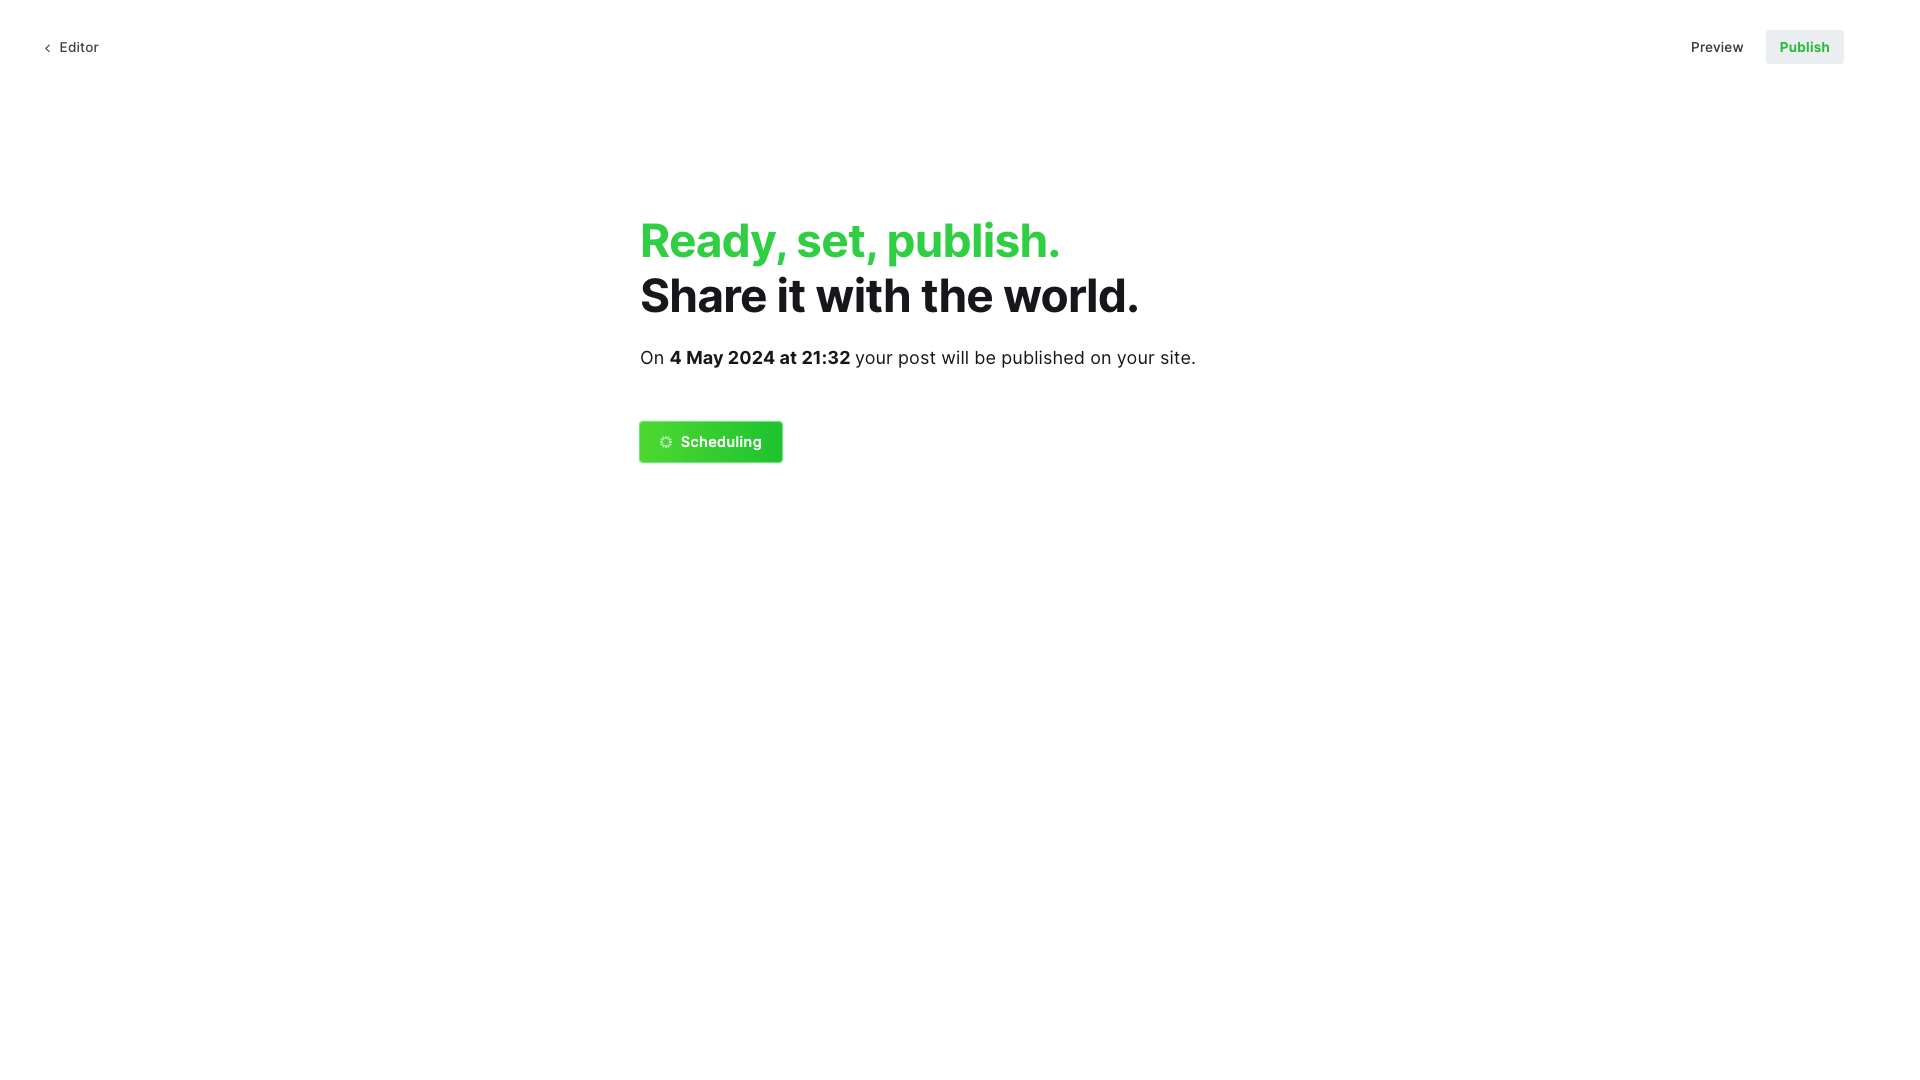 Editor
Preview
Publish
Ready, set, publish.
Share it with the world.
On 4 May 2024 at 21:32 your post will be published on your site.
Scheduling